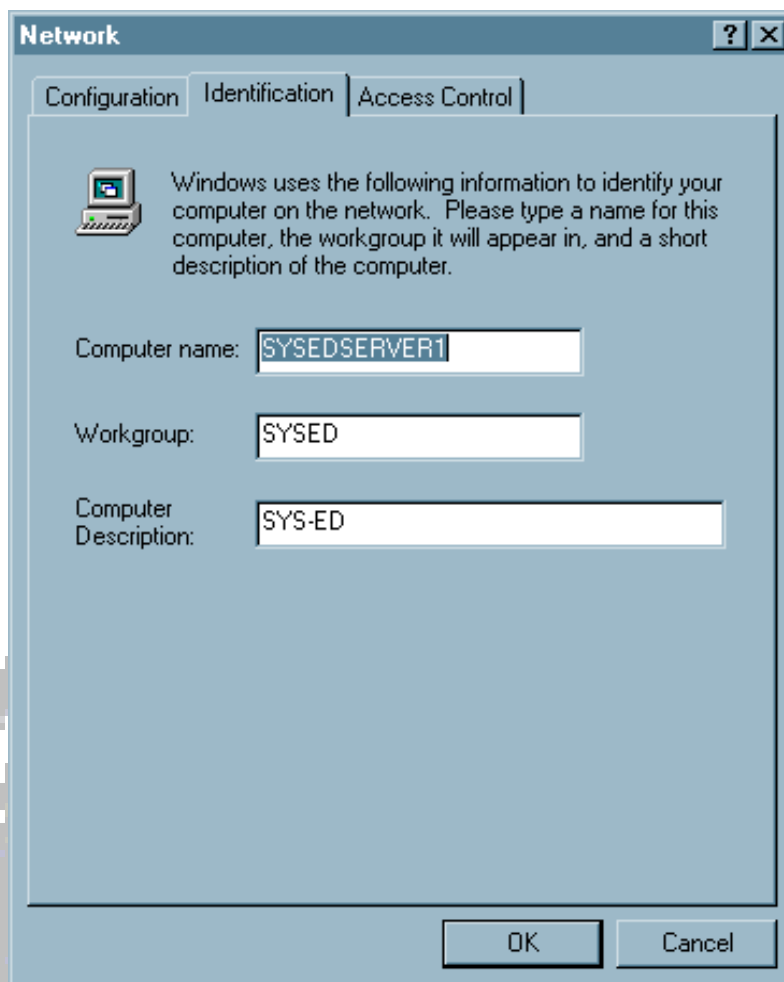 Network
Configuration Identification Access Control
Windows uses the following information to identify your
computer on the network. Please type a name for this
computer, the workgroup it will appear in, and a short
description of the computer.
Computer name: SYSEDSERVER1
Workgroup: SYSED
Computer
Description: SYS-ED
OK Cancel